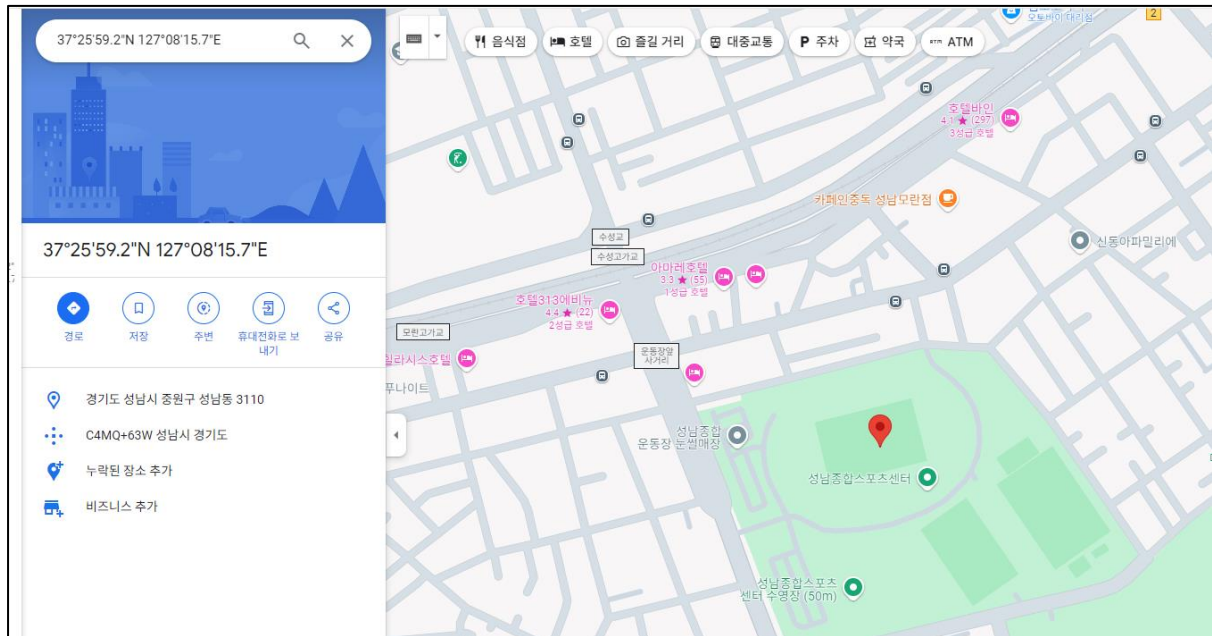 37°25'59.2"N 127°08'15.7"E
음식점
호텔
즐길 거리
대중교통
P 주차
약국
ATM ATM
2
오토바이 대리점
호텔바인
4.1 ★ (297)
3성급 호텔
카페인중독 성남모란점
신동아파밀리에
수성교
수성고가교
아마레호텔
3.3 ★ (55)
1성급 호텔
호텔313에비뉴
4.4 ★ (22)
2성급 호텔
모란고가교
힐라시스호텔
운동장앞
사거리
푸나이트
37°25'59.2"N 127°08'15.7"E
경로
저장
주변
휴대전화로 보
내기
공유
경기도 성남시 중원구 성남동 3110
C4MQ+63W 성남시 경기도
누락된 장소 추가
비즈니스 추가
성남종합
운동장 눈썰매장
성남종합스포츠센터
성남종합스포츠
센터 수영장 (50m)